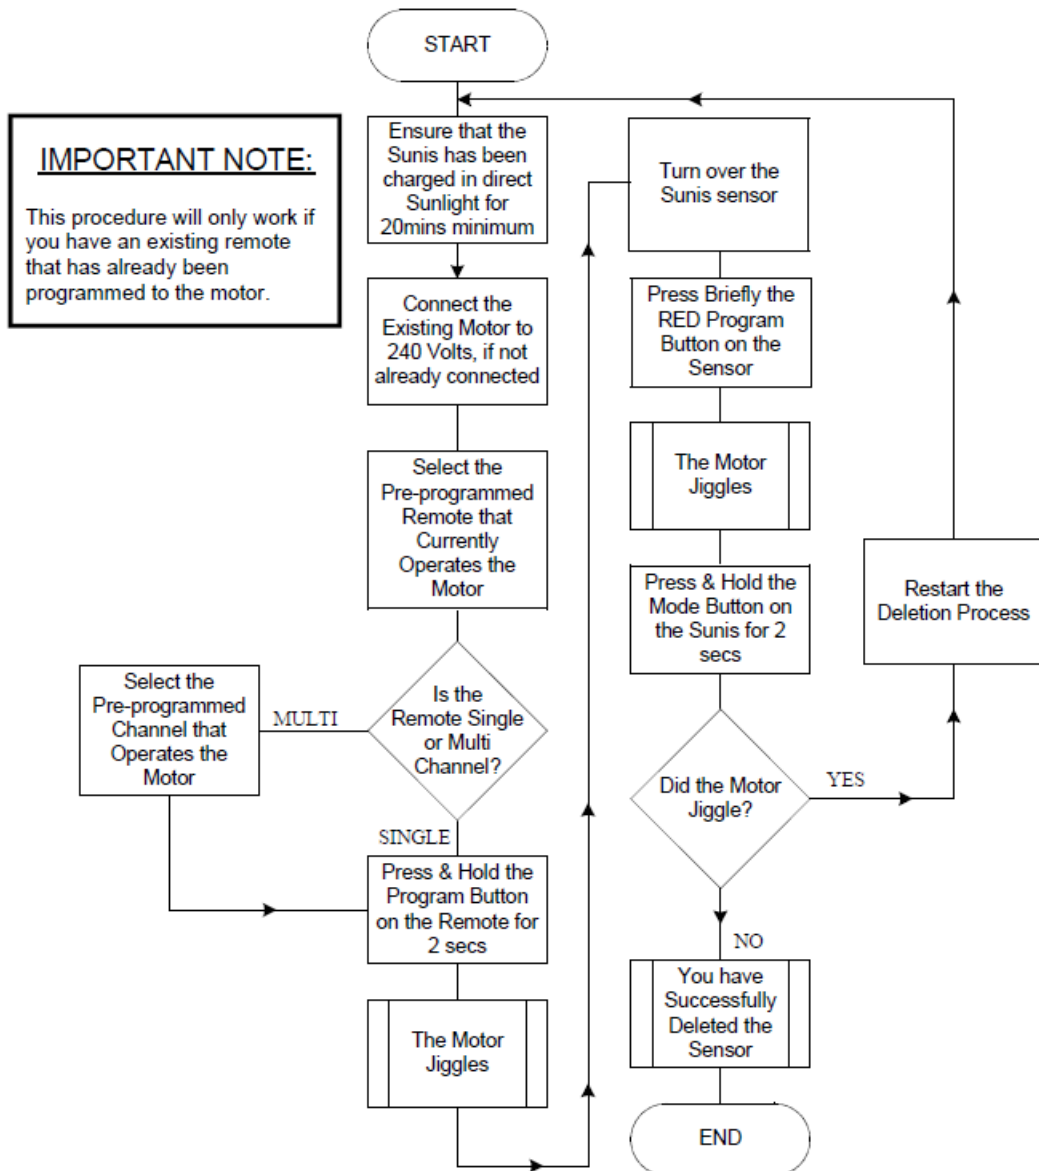 START
IMPORTANT NOTE:
This procedure will only work if
you have an existing remote
that has already been
programmed to the motor.
Ensure that the
Sunis has been
charged in direct
Sunlight for
20mins minimum
Connect the
Existing Motor to
240 Volts, if not
already connected
Select the
Pre-programmed
Remote that
Currently
Operates the
Motor
Is the
Remote Single
or Multi
Channel?
MULTI
Select the
Pre-programmed
Channel that
Operates the
Motor
SINGLE
Press & Hold the
Program Button
on the Remote for
2 secs
The Motor
Jiggles
Turn over the
Sunis sensor
Press Briefly the
RED Program
Button on the
Sensor
The Motor
Jiggles
Press & Hold the
Mode Button on
the Sunis for 2
secs
Did the Motor
Jiggle?
YES
Restart the
Deletion Process
NO
You have
Successfully
Deleted the
Sensor
END